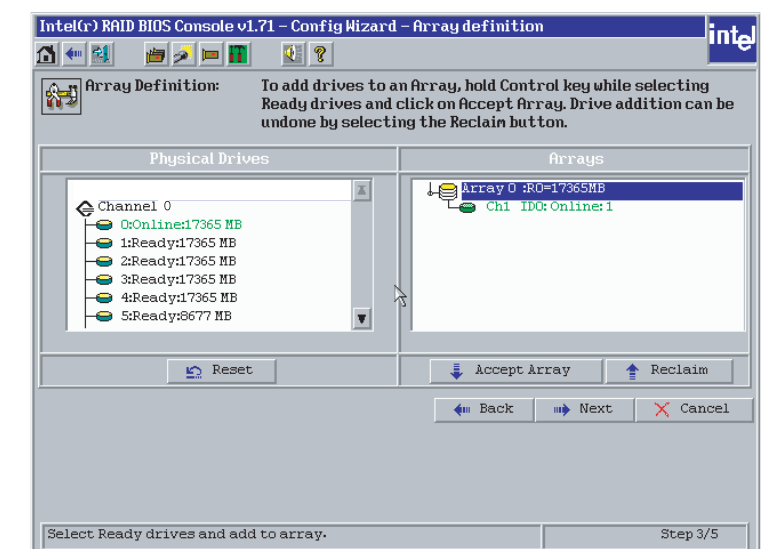 Intel(r) RAID BIOS Console v1.71 – Config Wizard – Array definition
intel
Array Definition:
To add drives to an Array, hold Control key while selecting
Ready drives and click on Accept Array. Drive addition can be
undone by selecting the Reclaim button.
Physical Drives
Arrays
Channel 0
0:Online:17365 MB
1:Ready:17365 MB
2:Ready:17365 MB
3:Ready:17365 MB
4:Ready:17365 MB
5:Ready:8677 MB
Array 0 :R0=17365MB
Ch1 ID0: Online: 1
Reset
Accept Array
Reclaim
Back
Next
Cancel
Select Ready drives and add to array.
Step 3/5